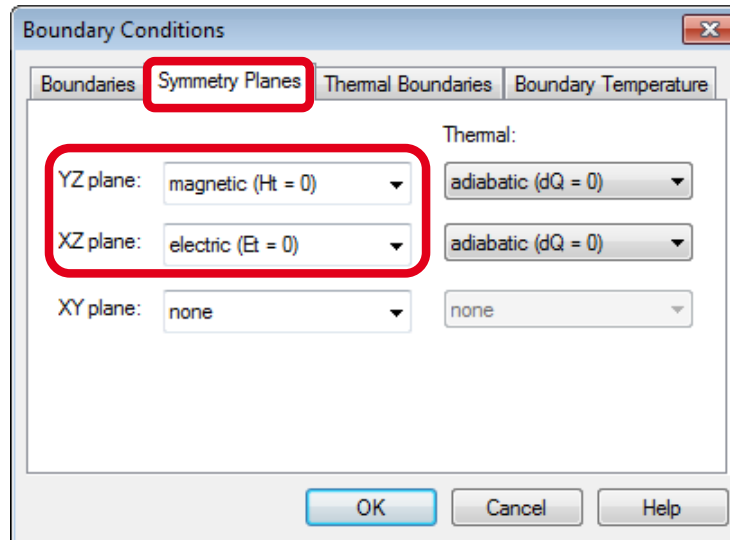 Boundary Conditions
Boundaries Symmetry Planes Thermal Boundaries Boundary Temperature
Thermal:
YZ plane: magnetic (Ht = 0) adiabatic (dQ = 0)
XZ plane: electric (Et = 0) adiabatic (dQ = 0)
XY plane: none none
OK Cancel Help